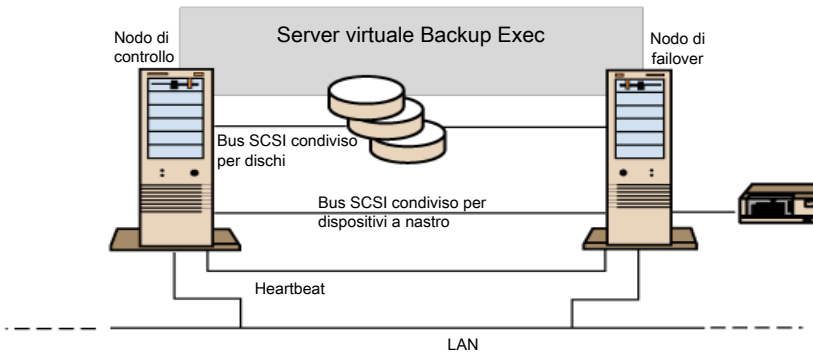 Server virtuale Backup Exec
Nodo di
controllo
Nodo di
failover
Bus SCSI condiviso
per dischi
Bus SCSI condiviso per
dispositivi a nastro
Heartbeat
LAN